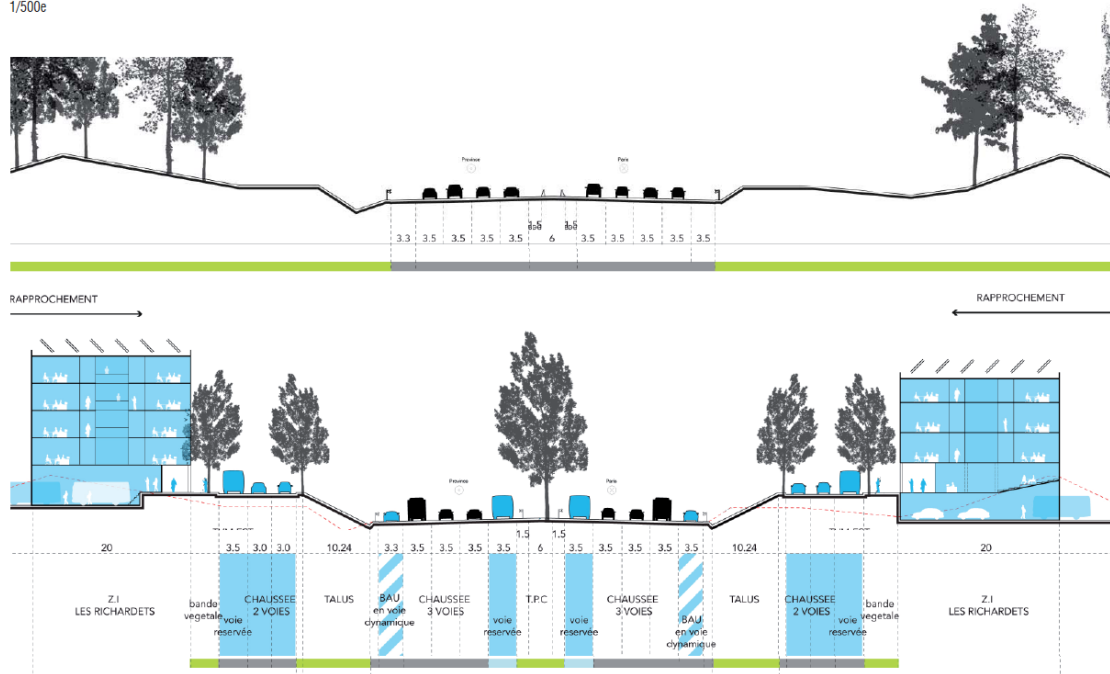 1/500e
Province
Paris
1.5
1.5
3.3 3.5 3.5 3.5 3.5 6 3.5 3.5 3.5 3.5 3.5
RAPPROCHEMENT
RAPPROCHEMENT
Province
Paris
1.5 1.5
20 3.5 3.0 3.0 10.24 3.3 3.5 3.5 3.5 3.5 6 3.5 3.5 3.5 3.5 3.5 10.24 20
Z.I
LES RICHARDETS
bande
vegetale
voie
reservée
CHAUSSEE
2 VOIES
TALUS
BAU
en voie
dynamique
CHAUSSEE
3 VOIES
voie
reservée
T.P.C
voie
reservée
CHAUSSEE
3 VOIES
BAU
en voie
dynamique
TALUS
CHAUSSEE
2 VOIES
voie
reservée
bande
vegetale
Z.I
LES RICHARDETS